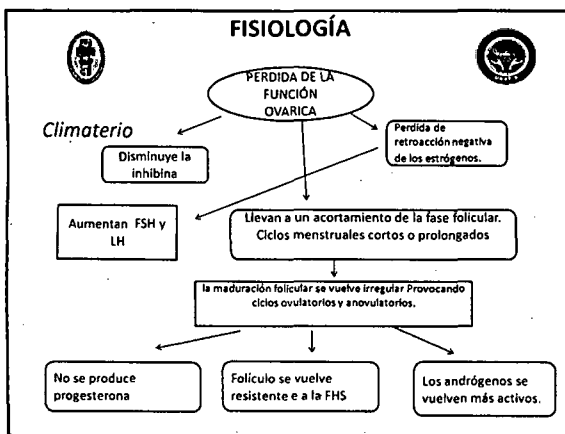 FISIOLOGÍA
PERDIDA DE LA
FUNCIÓN
OVARICA
Climaterio
Disminuye la
inhibina
Perdida de
retroacción negativa
de los estrógenos.
Aumentan FSH y
LH
Llevan a un acortamiento de la fase folicular.
Ciclos menstruales cortos o prolongados
la maduración folicular se vuelve irregular Provocando
ciclos ovulatorios y anovulatorios.
No se produce
progesterona
Folículo se vuelve
resistente e a la FHS
Los andrógenos se
vuelven más activos.